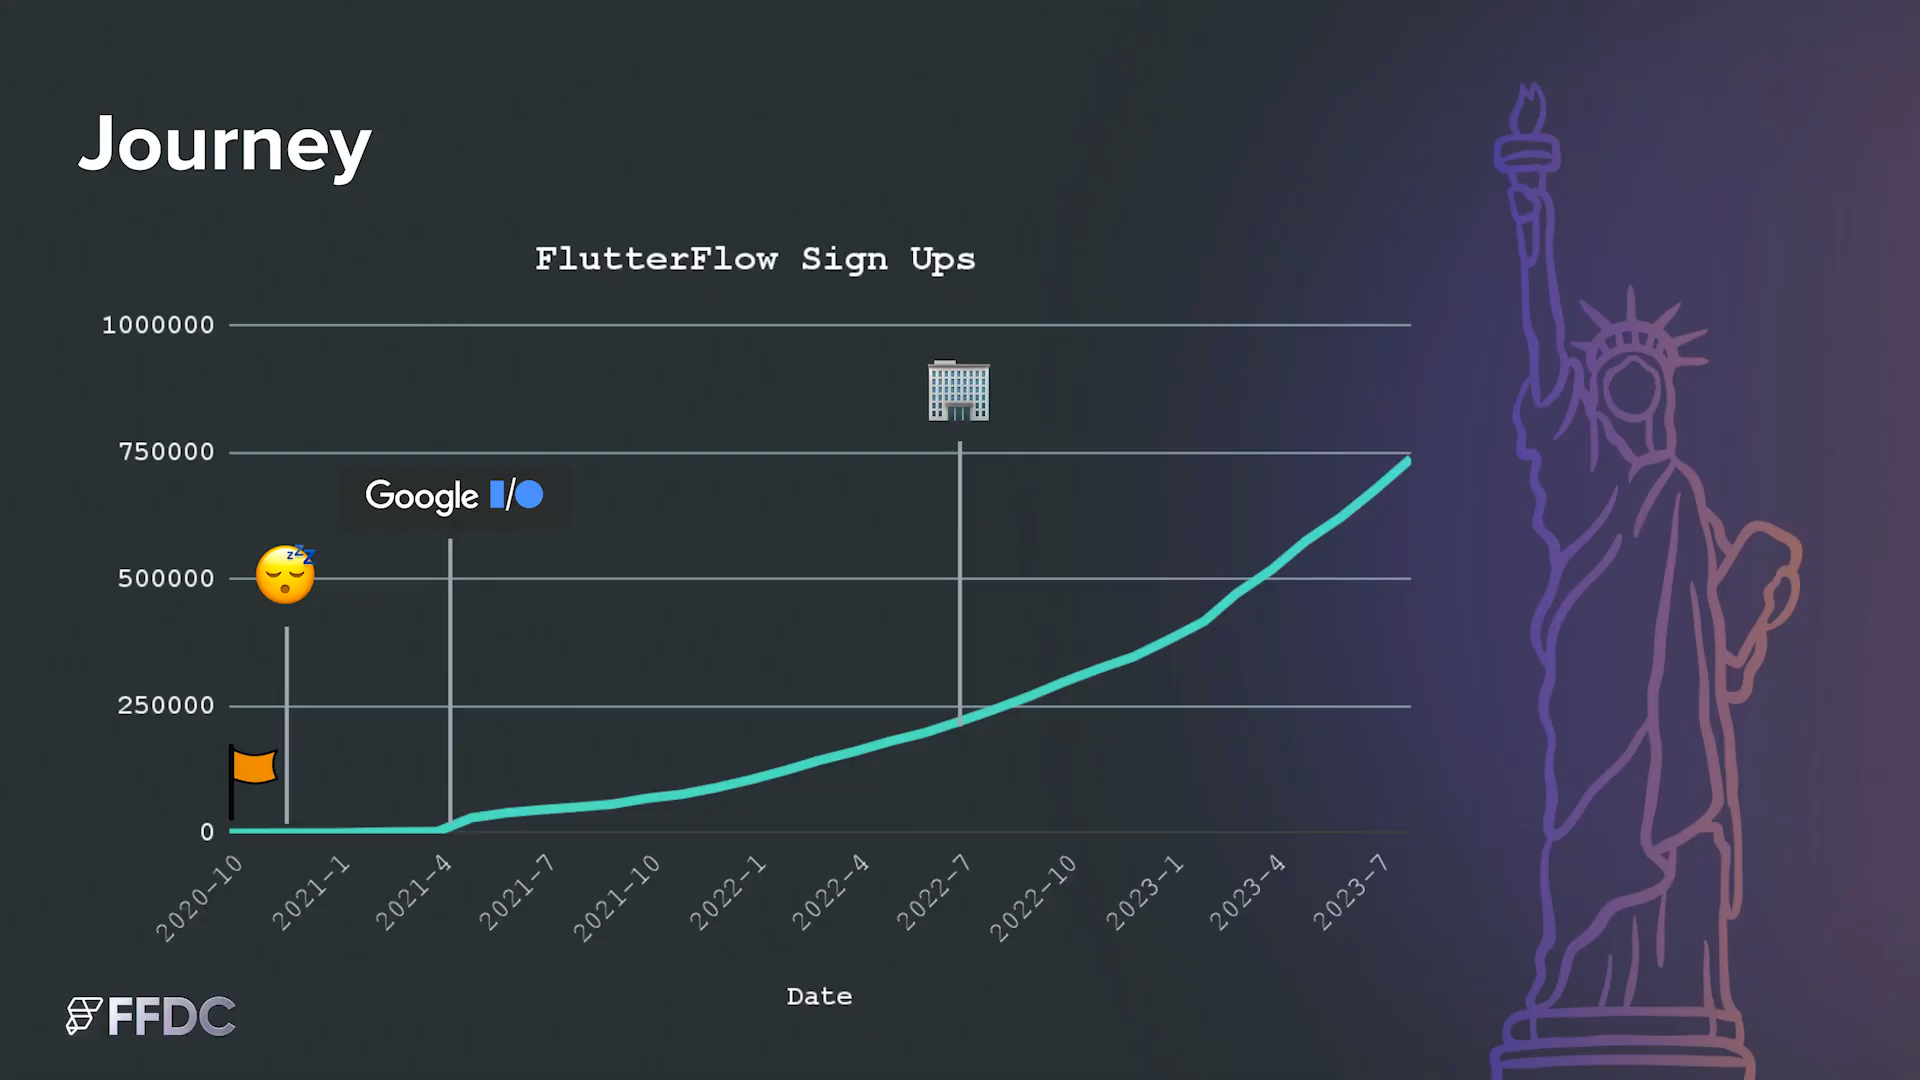 Journey
FlutterFlow Sign Ups
1000000
750000
Google I/O
zzz
500000
250000
0
2020-10
2021-1
2021-4
2021-7
2021-10
2022-1
2022-4
2022-7
2022-10
2023-1
2023-4
2023-7
Date
FFDC